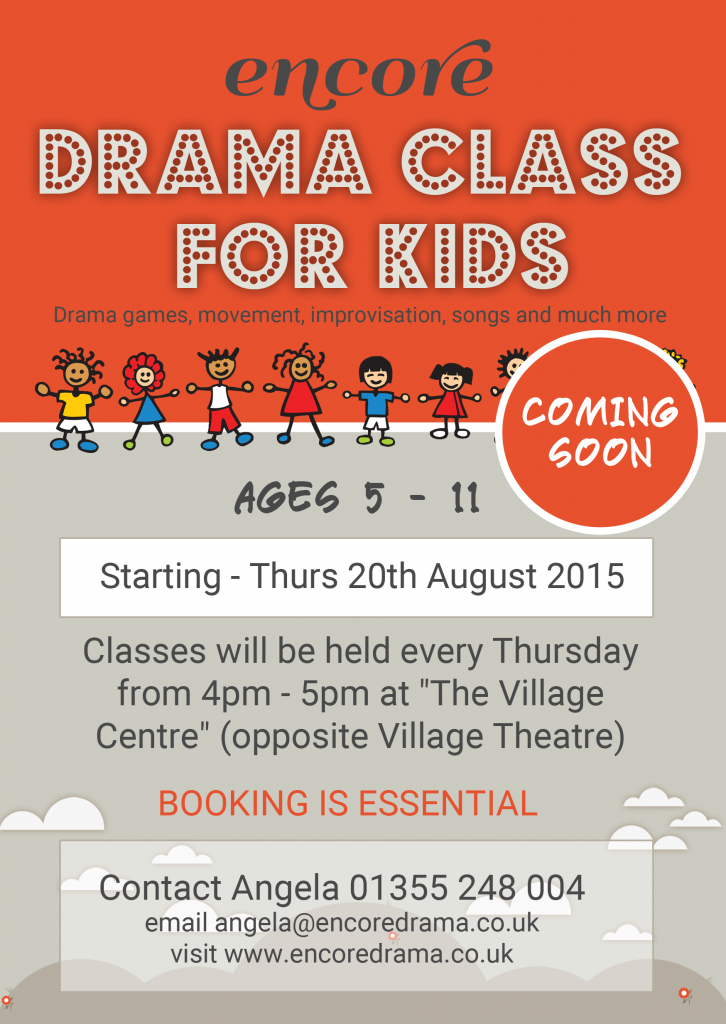 encore
DRAMA CLASS
FOR KIDS
Drama games, movement, improvisation, songs and much more
COMING
SOON
AGES 5 - 11
Starting - Thurs 20th August 2015
Classes will be held every Thursday
from 4pm - 5pm at "The Village
Centre" (opposite Village Theatre)
BOOKING IS ESSENTIAL
Contact Angela 01355 248 004
email angela@encoredrama.co.uk
visit www.encoredrama.co.uk